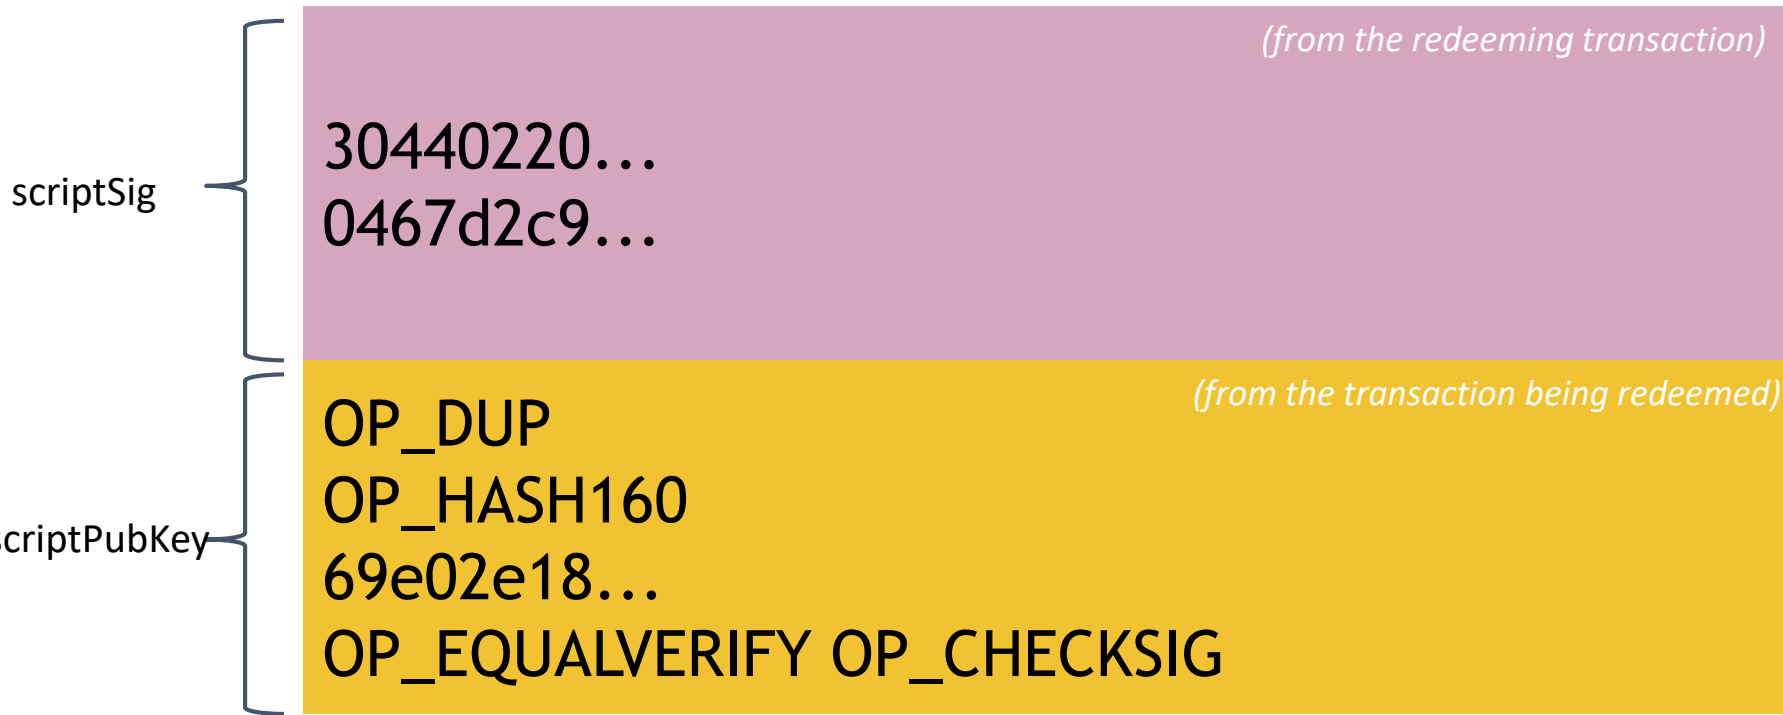 (from the redeeming transaction)
30440220...
scriptSig
0467d2c9...
(from the transaction being redeemed)
OP_DUP
OP_HASH160
scriptPubKey
69e02e18...
OP_EQUALVERIFY OP_CHECKSIG